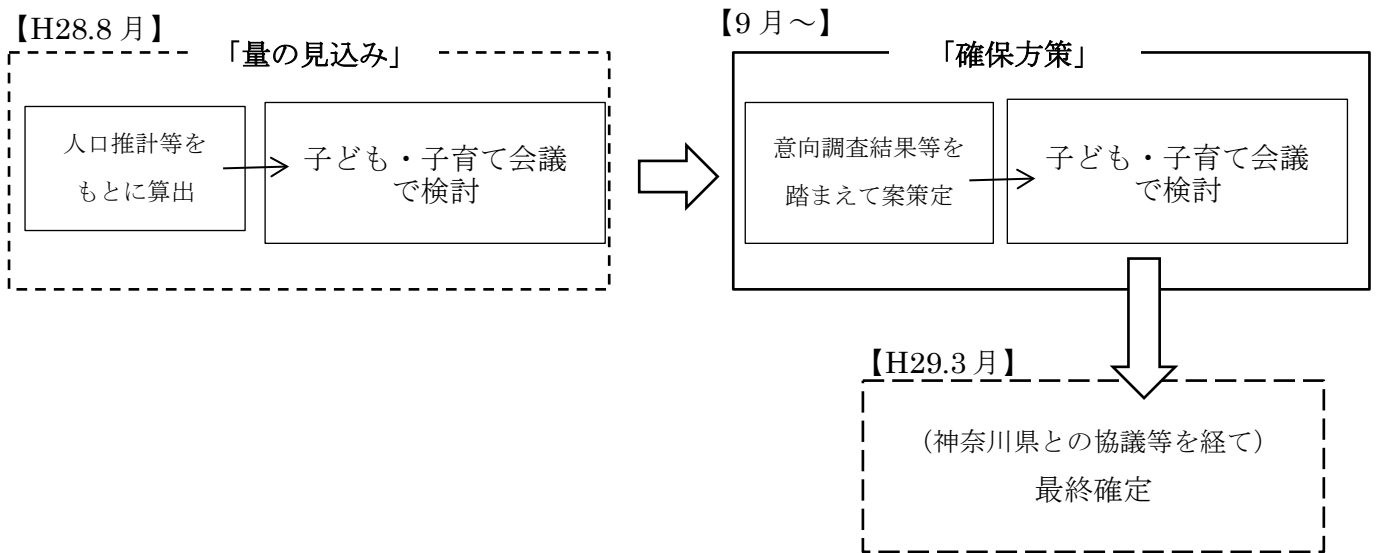 【H28.8月】
「量の見込み」
人口推計等を
もとに算出
子ども・子育て会議
で検討
【9月～】
「確保方策」
意向調査結果等を
踏まえて案策定
子ども・子育て会議
で検討
【H29.3月】
(神奈川県との協議等を経て)
最終確定